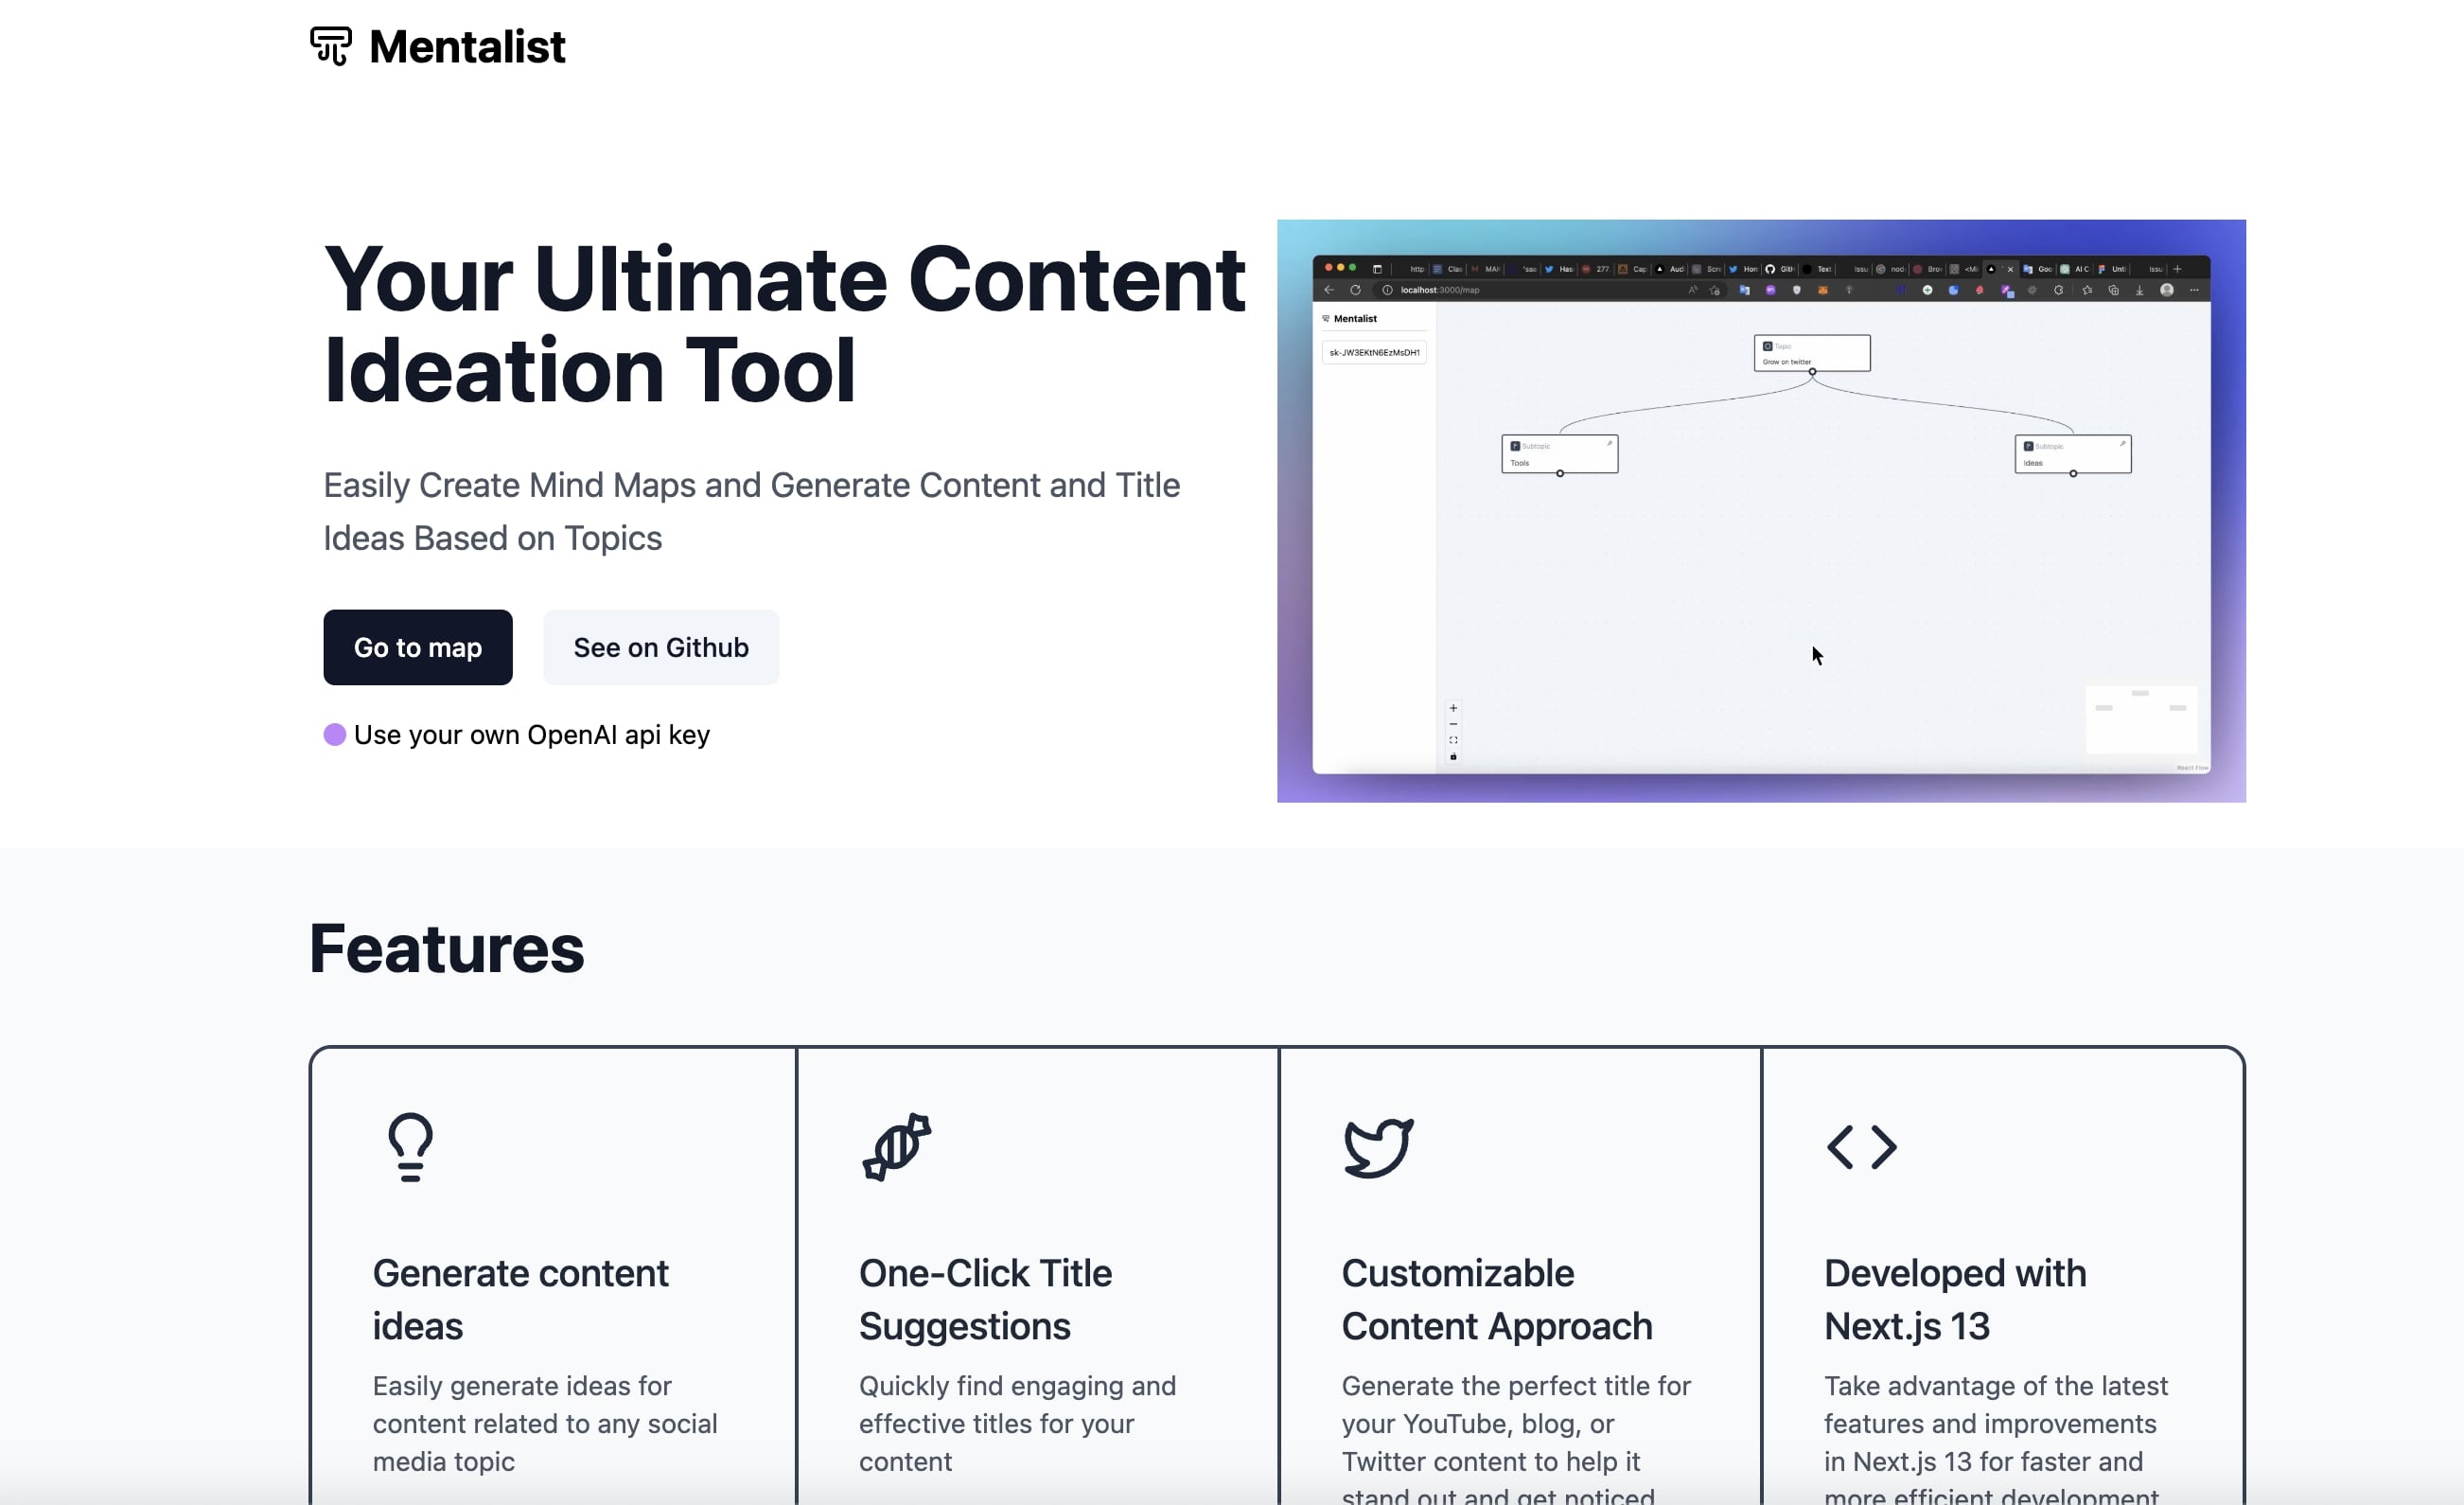 Mentalist
Your Ultimate Content
Ideation Tool
Easily Create Mind Maps and Generate Content and Title
Ideas Based on Topics
Go to map
See on Github
Use your own OpenAI api key
localhost:3000/map
Mentalist
Topic
Grow on twitter
Subtopic
Tools
Subtopic
Ideas
React Flow
Features
Generate content
ideas
Easily generate ideas for
content related to any social
media topic
One-Click Title
Suggestions
Quickly find engaging and
effective titles for your
content
Customizable
Content Approach
Generate the perfect title for
your YouTube, blog, or
Twitter content to help it
stand out and get noticed
Developed with
Next.js 13
Take advantage of the latest
features and improvements
in Next.js 13 for faster and
more efficient development